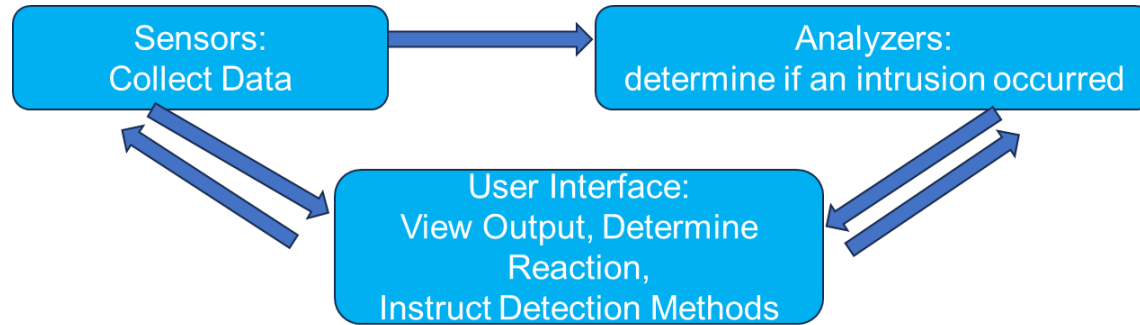 Sensors:
Collect Data
Analyzers:
determine if an intrusion occurred
User Interface:
View Output, Determine
Reaction,
Instruct Detection Methods